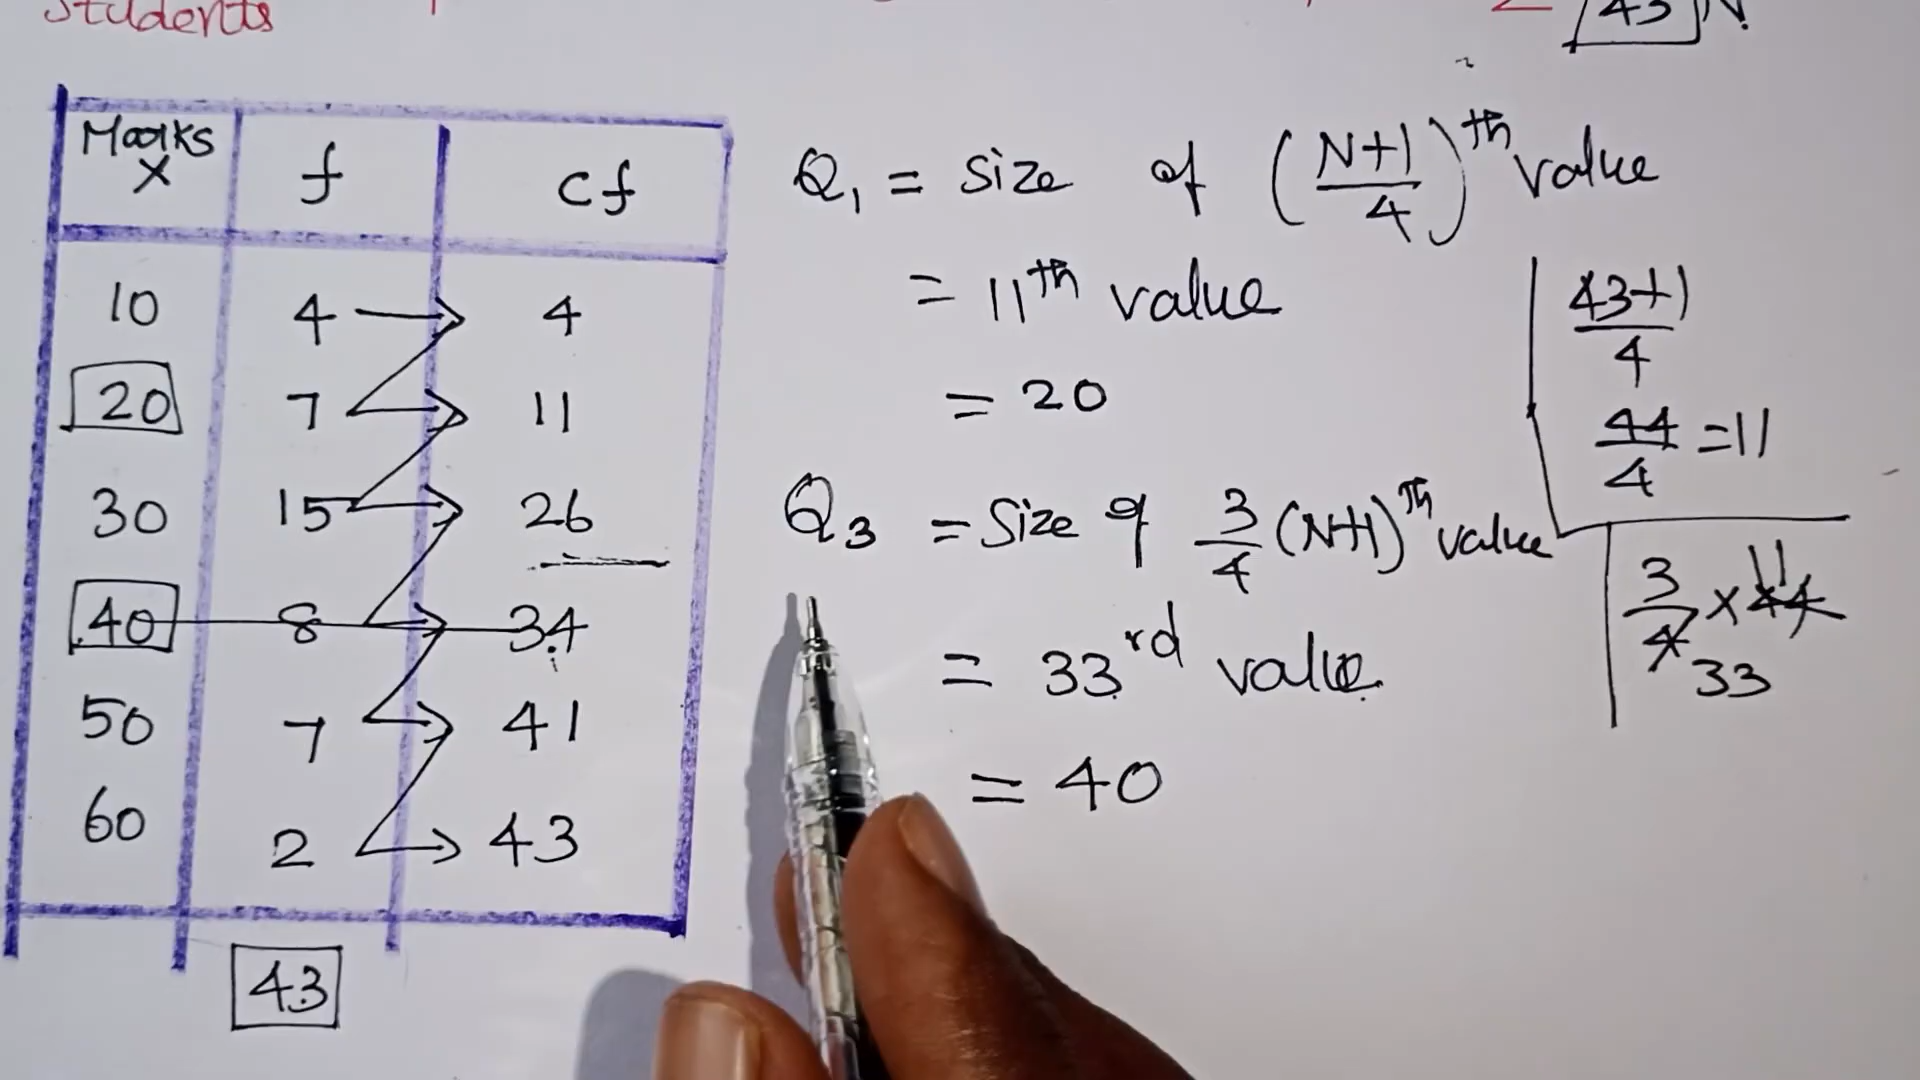 Students
43 N.
Marks X f cf
10 4 4
20 7 11
30 15 26
40 8 34
50 7 41
60 2 43
43
Q₁ = Size of (N+1/4)ᵗʰ value
= 11ᵗʰ value
= 20
Q₃ = Size of 3/4 (N+1)ᵗʰ value
= 33ʳᵈ value
= 40
43+1/4
44/4 = 11
3/4 × 44 11
33